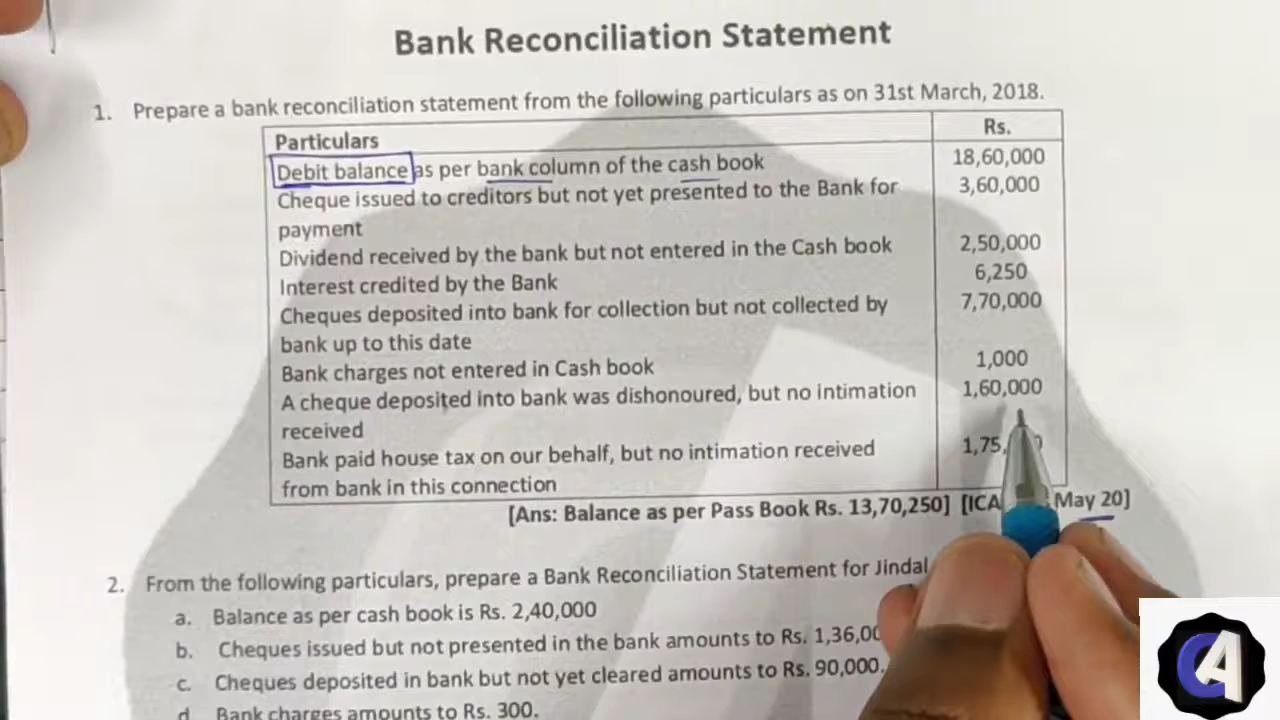 Bank Reconciliation Statement
1. Prepare a bank reconciliation statement from the following particulars as on 31st March, 2018.
Particulars Rs.
Debit balance as per bank column of the cash book 18,60,000
Cheque issued to creditors but not yet presented to the Bank for 3,60,000
payment
Dividend received by the bank but not entered in the Cash book 2,50,000
Interest credited by the Bank 6,250
Cheques deposited into bank for collection but not collected by 7,70,000
bank up to this date
Bank charges not entered in Cash book 1,000
A cheque deposited into bank was dishonoured, but no intimation 1,60,000
received
Bank paid house tax on our behalf, but no intimation received 1,75,
from bank in this connection
[Ans: Balance as per Pass Book Rs. 13,70,250] [ICA May 20]
2. From the following particulars, prepare a Bank Reconciliation Statement for Jindal
a. Balance as per cash book is Rs. 2,40,000
b. Cheques issued but not presented in the bank amounts to Rs. 1,36,00
c. Cheques deposited in bank but not yet cleared amounts to Rs. 90,000.
d. Bank charges amounts to Rs. 300.
CA